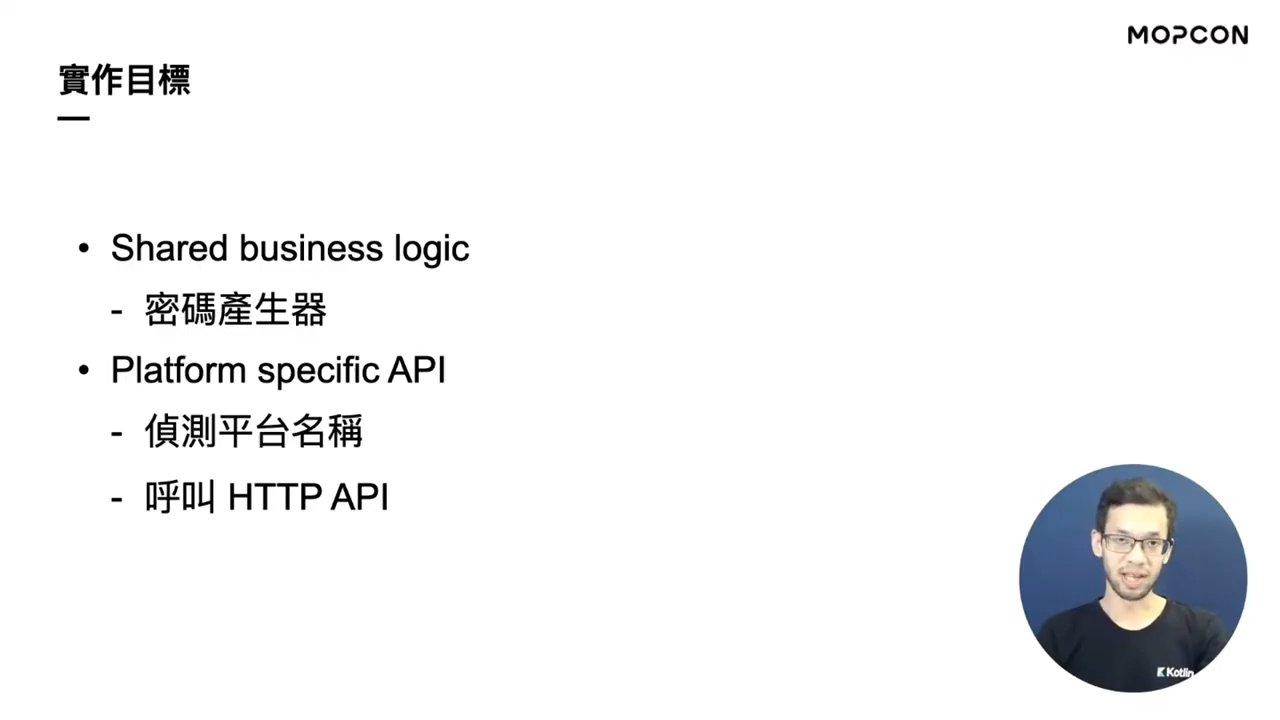 MOPCON
實作目標
• Shared business logic
- 密碼產生器
• Platform specific API
- 偵測平台名稱
- 呼叫 HTTP API
Kotlin